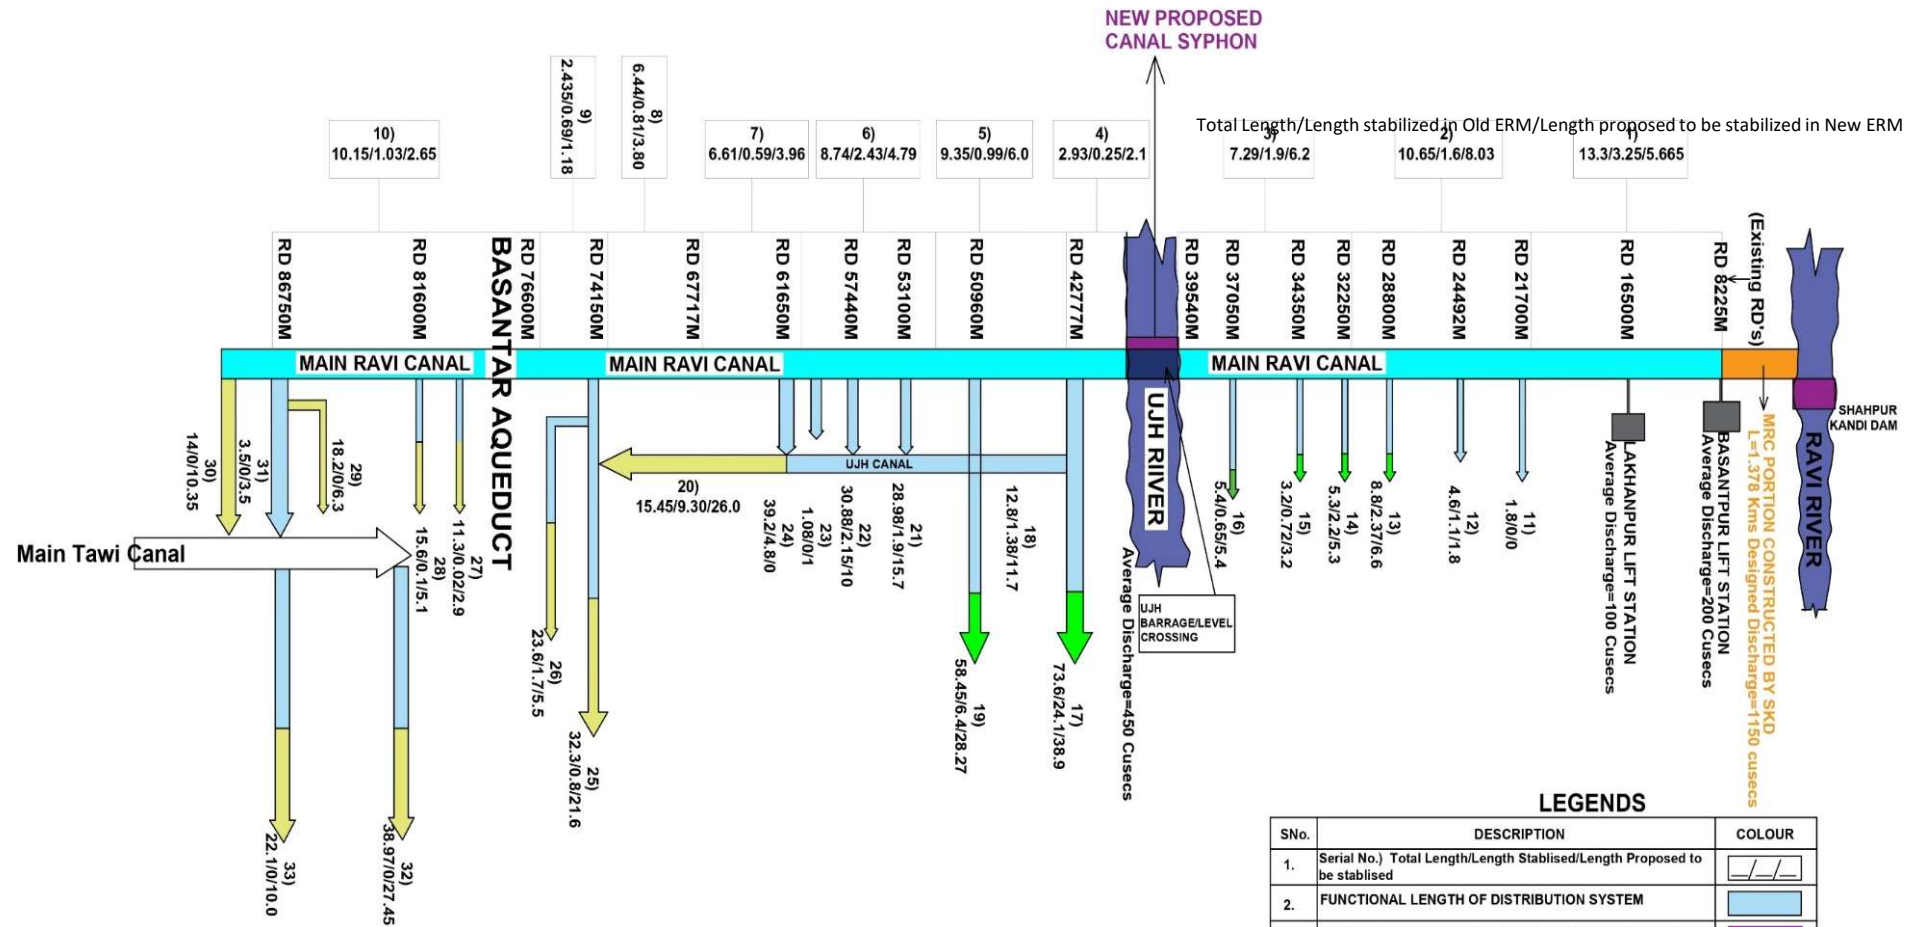 NEW PROPOSED
CANAL SYPHON
Total Length/Length stabilized in Old ERM/Length proposed to be stabilized in New ERM
10)
10.15/1.03/2.65
9)
2.435/0.69/1.18
8)
6.44/0.81/3.80
7)
6.61/0.59/3.96
6)
8.74/2.43/4.79
5)
9.35/0.99/6.0
4)
2.93/0.25/2.1
3)
7.29/1.9/6.2
2)
10.65/1.6/8.03
1)
13.3/3.25/5.665
RD 86750M
RD 81600M
BASANTAR AQUEDUCT
RD 76600M
RD 74150M
RD 67717M
RD 61650M
RD 57440M
RD 53100M
RD 50960M
RD 42777M
RD 39540M
RD 37050M
RD 34350M
RD 32250M
RD 28800M
RD 24492M
RD 21700M
RD 16500M
RD 8225M
(Existing RD's)
MAIN RAVI CANAL
MAIN RAVI CANAL
MAIN RAVI CANAL
SHAHPUR
KANDI DAM
RAVI RIVER
MRC PORTION CONSTRUCTED BY SKD
L=1.378 Kms Designed Discharge=1150 cusecs
BASANTPUR LIFT STATION
Average Discharge=200 Cusecs
LAKHANPUR LIFT STATION
Average Discharge=100 Cusecs
11)
1.8/0/0
12)
4.6/1.1/1.8
13)
8.8/2.37/6.6
14)
5.3/2.2/5.3
15)
3.2/0.72/3.2
16)
5.4/0.65/5.4
UJH RIIVER
UJH
BARRAGE/LEVEL
CROSSING
Average Discharge=450 Cusecs
17)
73.6/24.1/38.9
18)
12.8/1.38/11.7
19)
58.45/6.4/28.27
UJH CANAL
20)
15.45/9.30/26.0
21)
28.98/1.9/15.7
22)
30.88/2.15/10
23)
1.08/0/1
24)
39.2/4.8/0
25)
32.3/0.8/21.6
26)
23.6/1.7/5.5
27)
11.3/0.02/2.9
28)
15.6/0.1/5.1
29)
18.2/0/6.3
31)
3.5/0/3.5
30)
14/0/10.35
Main Tawi Canal
32)
38.97/0/27.45
33)
22.1/0/10.0
LEGENDS
SNo. DESCRIPTION COLOUR
1. Serial No.) Total Length/Length Stablised/Length Proposed to
be stablised __/__/__
2. FUNCTIONAL LENGTH OF DISTRIBUTION SYSTEM